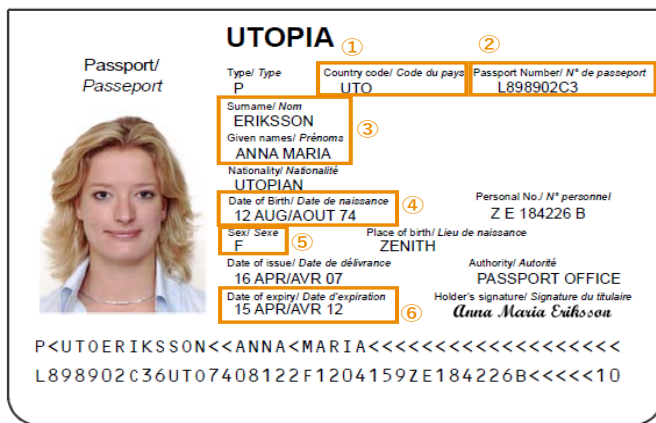 UTOPIA
① ②
Passport/ Passeport
Type/ Type Country code/ Code du pays Passport Number/ N° de passeport
P UTO L898902C3
Surname/ Nom
ERIKSSON
③
Given names/ Prénoms
ANNA MARIA
Nationality/ Nationalité
UTOPIAN
Date of Birth/ Date de naissance ④ Personal No./ N° personnel
12 AUG/AOUT 74 Z E 184226 B
Sex/ Sexe ⑤ Place of birth/ Lieu de naissance
F ZENITH
Date of issue/ Date de délivrance Authority/ Autorité
16 APR/AVR 07 PASSPORT OFFICE
Date of expiry/ Date d'expiration ⑥ Holder's signature/ Signature du titulaire
15 APR/AVR 12 Anna Maria Eriksson
P<UTOERIKSSON<<ANNA<MARIA<<<<<<<<<<<<<<<<<<<
L898902C36UTO7408122F1204159ZE184226B<<<<<10